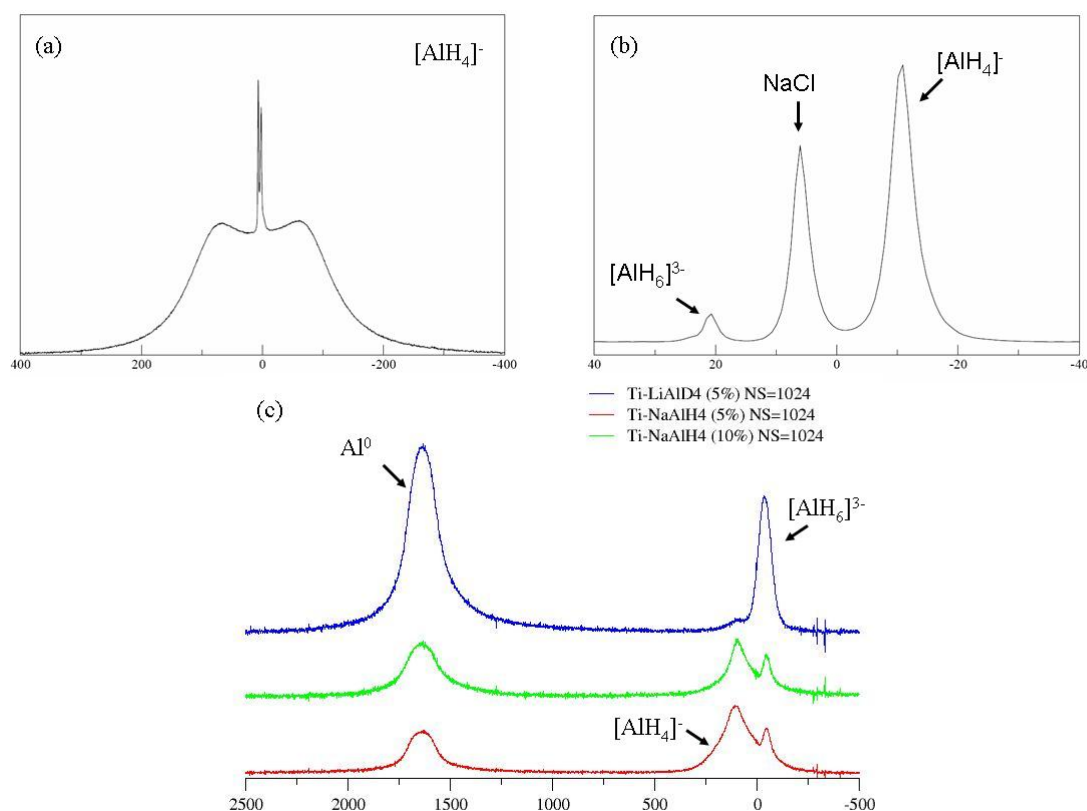 (a)
[AlH₄]⁻
400 200 0 -200 -400
(b)
[AlH₄]⁻
NaCl
[AlH₆]³⁻
40 20 0 -20 -40
Ti-LiAlD4 (5%) NS=1024
Ti-NaAlH4 (5%) NS=1024
Ti-NaAlH4 (10%) NS=1024
(c)
Al⁰
[AlH₆]³⁻
[AlH₄]⁻
2500 2000 1500 1000 500 0 -500